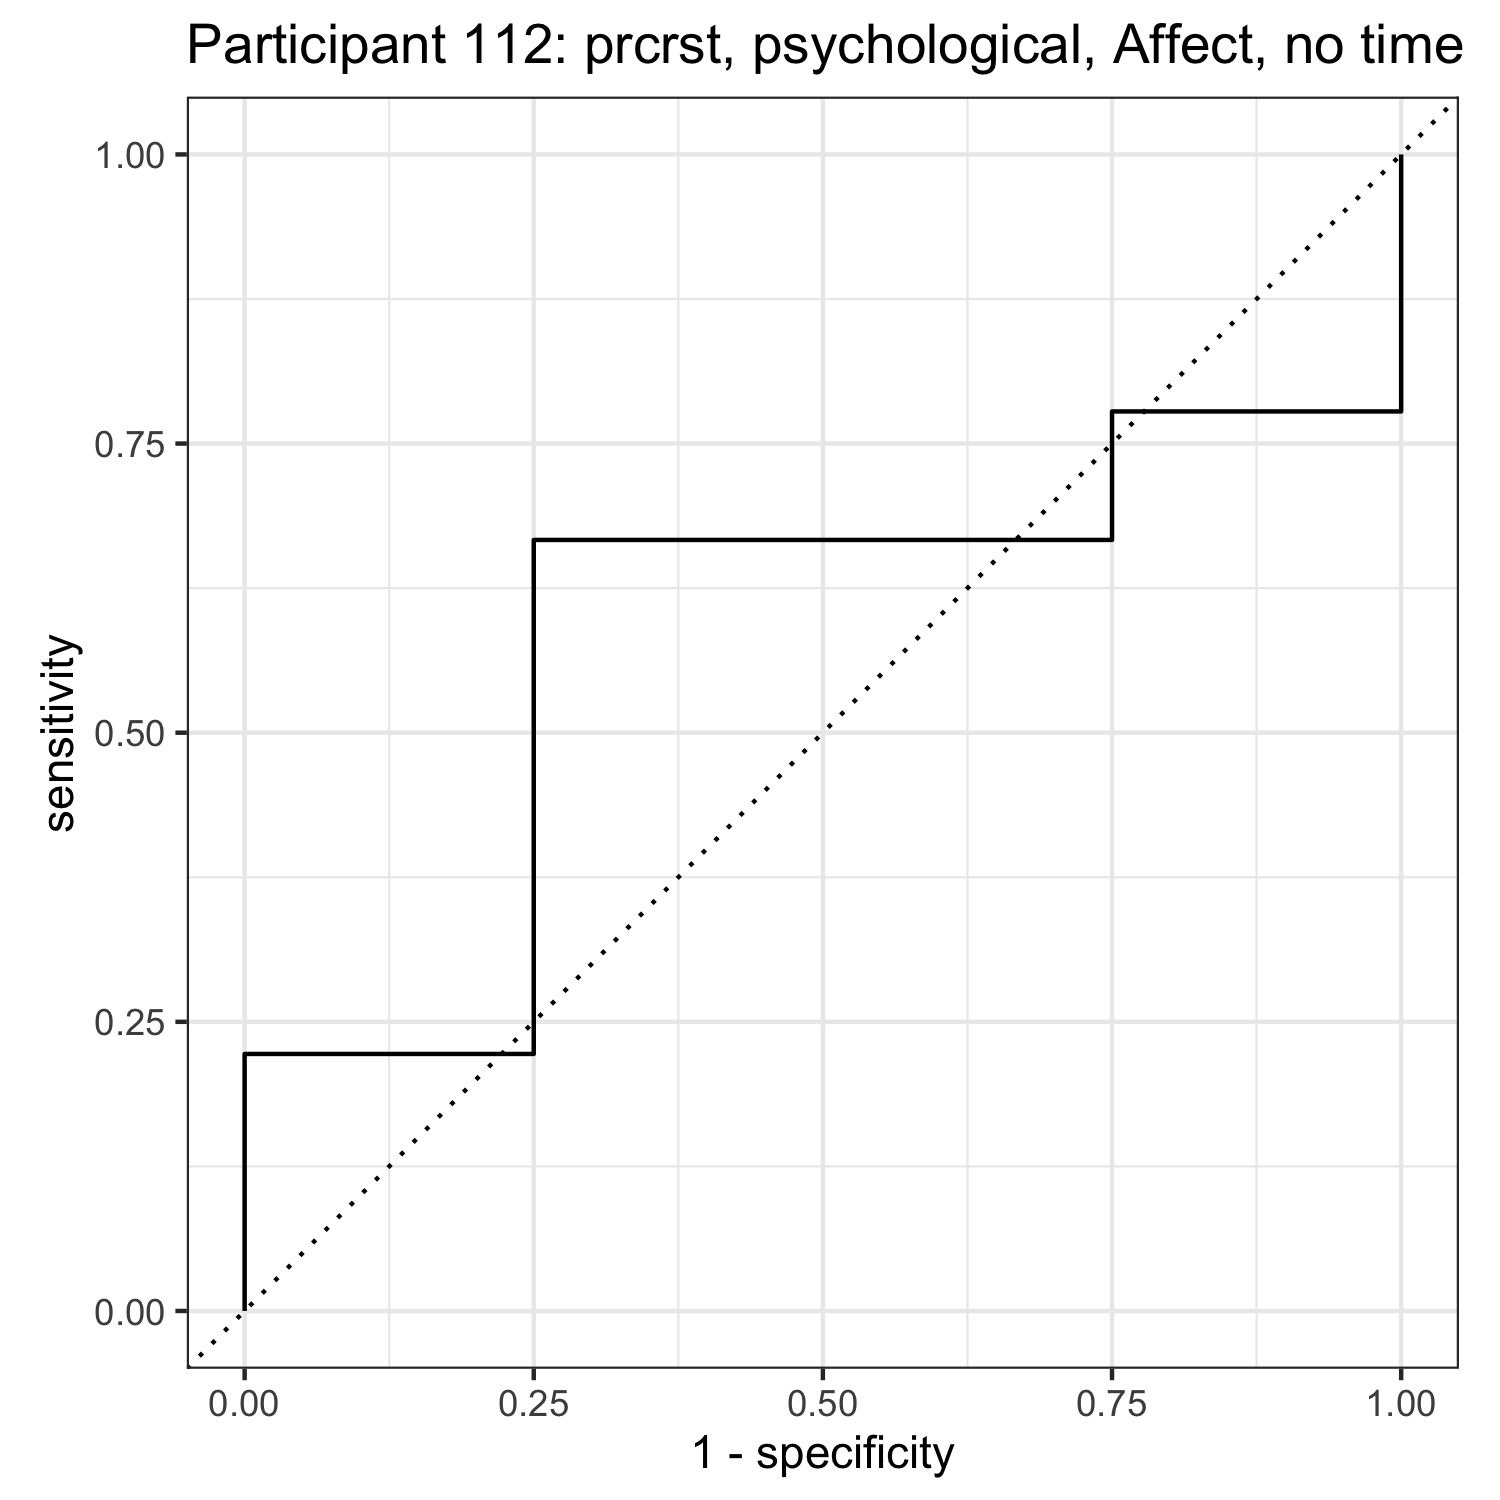 Participant 112: prcrst, psychological, Affect, no time
1.00
0.75
0.50
0.25
0.00
sensitivity
0.00 0.25 0.50 0.75 1.00
1 - specificity